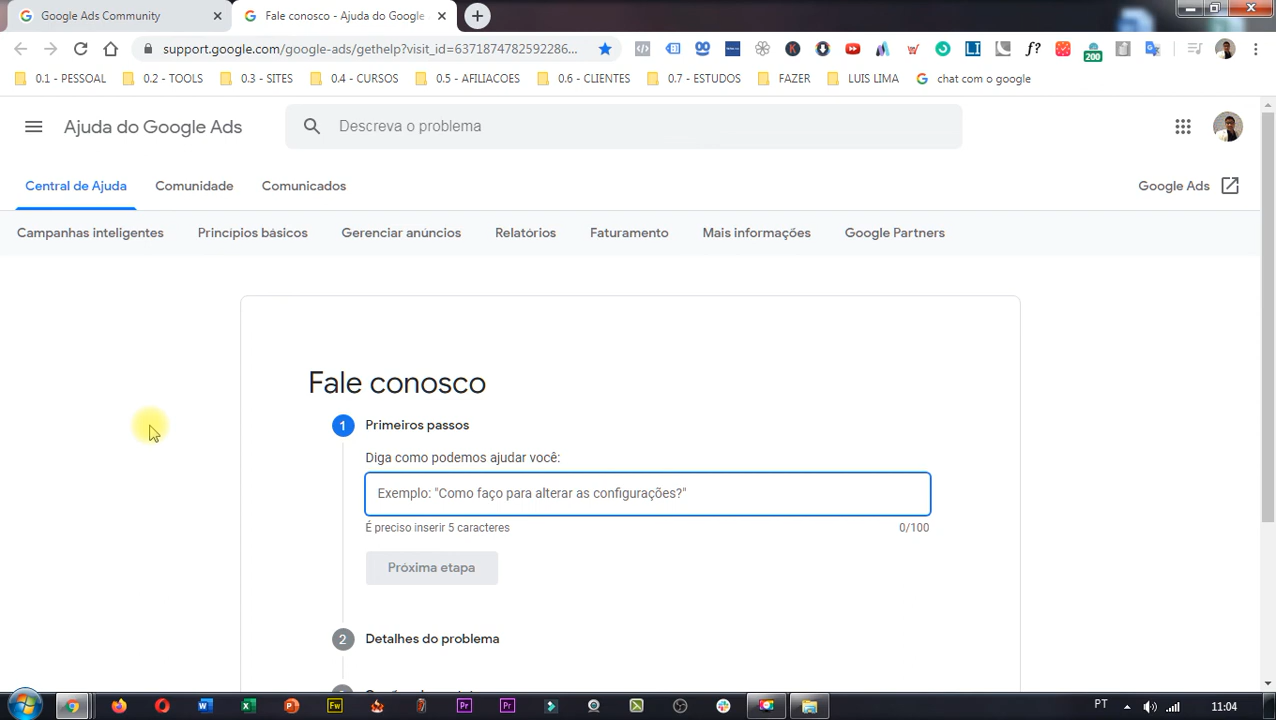 Google Ads Community
Fale conosco - Ajuda do Google
support.google.com/google-ads/gethelp?visit_id=6371874782592286...
200
0.1 - PESSOAL
0.2 - TOOLS
0.3 - SITES
0.4 - CURSOS
0.5 - AFILIACOES
0.6 - CLIENTES
0.7 - ESTUDOS
FAZER
LUIS LIMA
chat com o google
Ajuda do Google Ads
Descreva o problema
Central de Ajuda
Comunidade
Comunicados
Google Ads
Campanhas inteligentes
Princípios básicos
Gerenciar anúncios
Relatórios
Faturamento
Mais informações
Google Partners
Fale conosco
1 Primeiros passos
Diga como podemos ajudar você:
Exemplo: "Como faço para alterar as configurações?"
É preciso inserir 5 caracteres
0/100
Próxima etapa
2 Detalhes do problema
PT
11:04